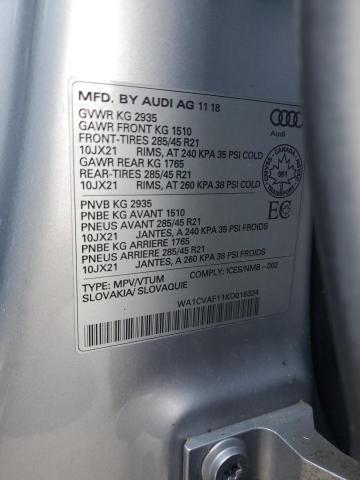 MFD. BY AUDI AG 11 18
GVWR KG 2935
GAWR FRONT KG 1510
FRONT-TIRES 285/45 R21
10JX21 RIMS, AT 240 KPA 35 PSI COLD
GAWR REAR KG 1765
REAR-TIRES 285/45 R21
10JX21 RIMS, AT 260 KPA 38 PSI COLD
Audi
CANADA
061
TRANSPORT
EC
PNVB KG 2935
PNBE KG AVANT 1510
PNEUS AVANT 285/45 R21
10JX21 JANTES, A 240 KPA 35 PSI FROIDS
PNBE KG ARRIERE 1765
PNEUS ARRIERE 285/45 R21
10JX21 JANTES, A 260 KPA 38 PSI FROIDS
TYPE: MPV/VTUM COMPLY: ICES/NMB-002
SLOVAKIA/ SLOVAQUIE
WA1CVAF11KD018324